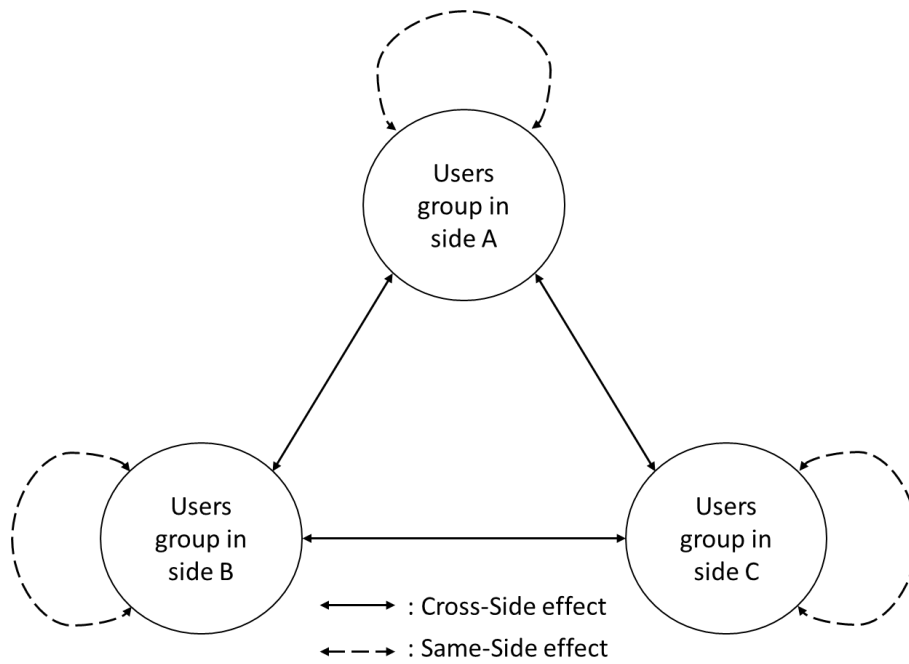 Users
group in
side A
Users
group in
side B
Users
group in
side C
: Cross-Side effect
: Same-Side effect